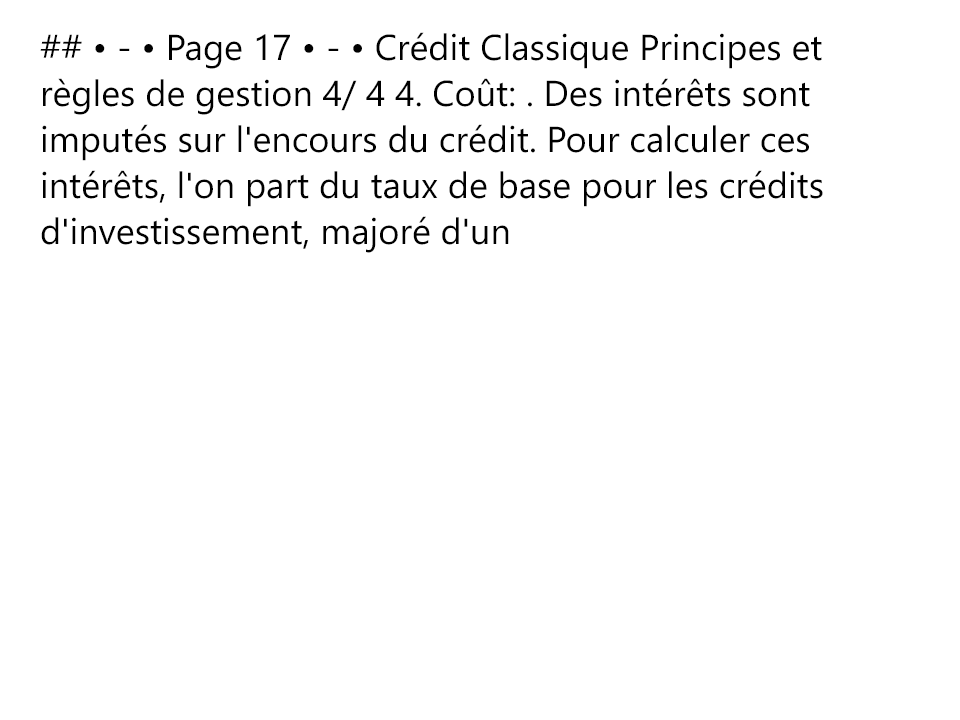 ## • - • Page 17 • - • Crédit Classique Principes et
règles de gestion 4/ 4 4. Coût: . Des intérêts sont
imputés sur l'encours du crédit. Pour calculer ces
intérêts, l'on part du taux de base pour les crédits
d'investissement, majoré d'un